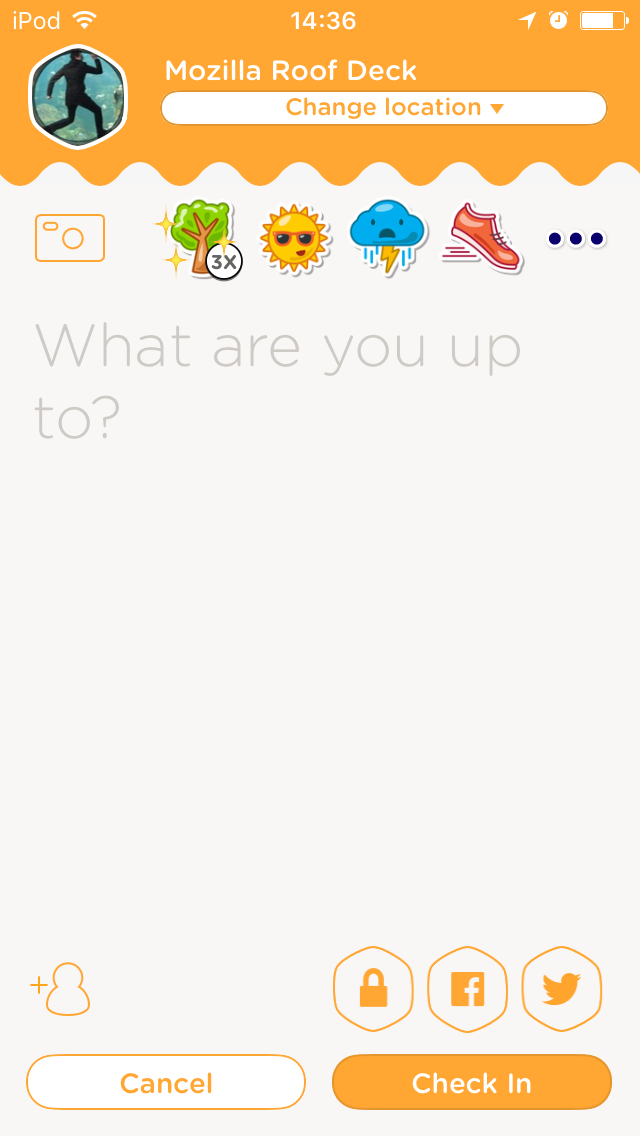 iPod 14:36
Mozilla Roof Deck
Change location
3X
What are you up
to?
Cancel Check In